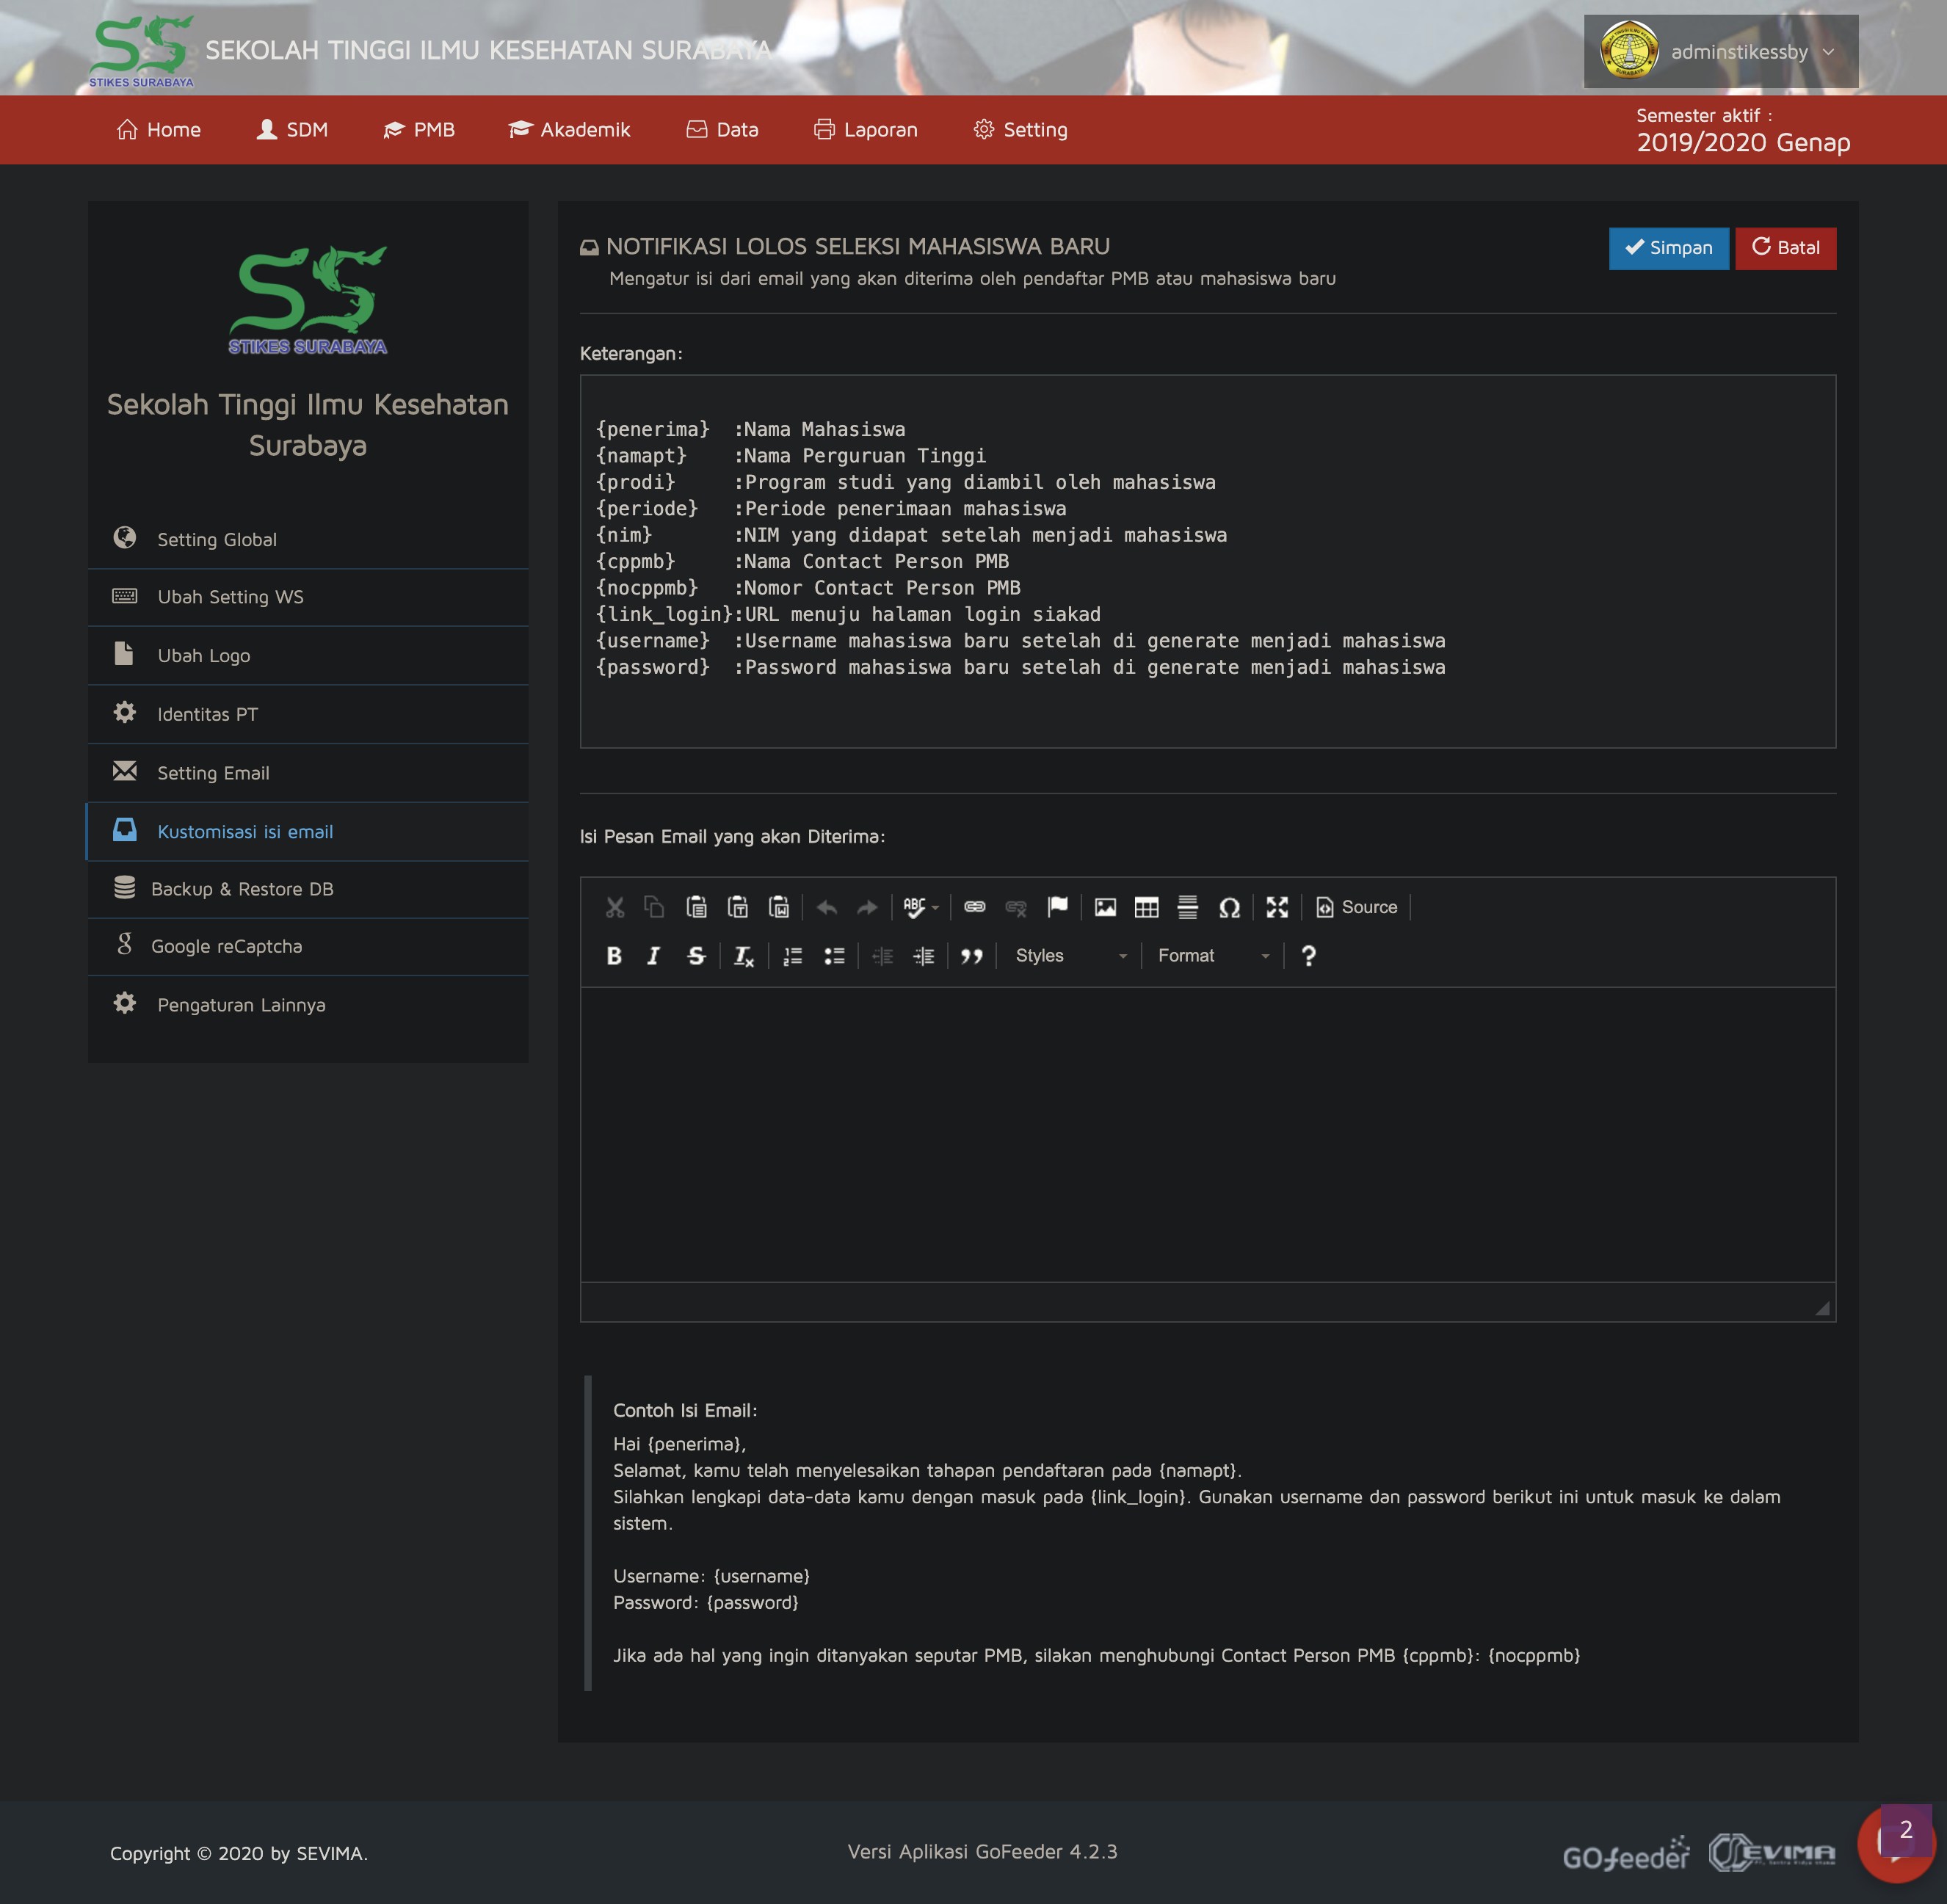 STIKES SURABAYA
SEKOLAH TINGGI ILMU KESEHATAN SURABAYA
adminstikessby
Home
SDM
PMB
Akademik
Data
Laporan
Setting
Semester aktif :
2019/2020 Genap
STIKES SURABAYA
Sekolah Tinggi Ilmu Kesehatan
Surabaya
Setting Global
Ubah Setting WS
Ubah Logo
Identitas PT
Setting Email
Kustomisasi isi email
Backup & Restore DB
Google reCaptcha
Pengaturan Lainnya
NOTIFIKASI LOLOS SELEKSI MAHASISWA BARU
Mengatur isi dari email yang akan diterima oleh pendaftar PMB atau mahasiswa baru
Simpan
Batal
Keterangan:
{penerima} :Nama Mahasiswa
{namapt} :Nama Perguruan Tinggi
{prodi} :Program studi yang diambil oleh mahasiswa
{periode} :Periode penerimaan mahasiswa
{nim} :NIM yang didapat setelah menjadi mahasiswa
{cppmb} :Nama Contact Person PMB
{nocppmb} :Nomor Contact Person PMB
{link_login}:URL menuju halaman login siakad
{username} :Username mahasiswa baru setelah di generate menjadi mahasiswa
{password} :Password mahasiswa baru setelah di generate menjadi mahasiswa
Isi Pesan Email yang akan Diterima:
ABC
Source
Styles
Format
Contoh Isi Email:
Hai {penerima},
Selamat, kamu telah menyelesaikan tahapan pendaftaran pada {namapt}.
Silahkan lengkapi data-data kamu dengan masuk pada {link_login}. Gunakan username dan password berikut ini untuk masuk ke dalam
sistem.
Username: {username}
Password: {password}
Jika ada hal yang ingin ditanyakan seputar PMB, silakan menghubungi Contact Person PMB {cppmb}: {nocppmb}
Copyright © 2020 by SEVIMA.
Versi Aplikasi GoFeeder 4.2.3
GOfeeder
SEVIMA
2